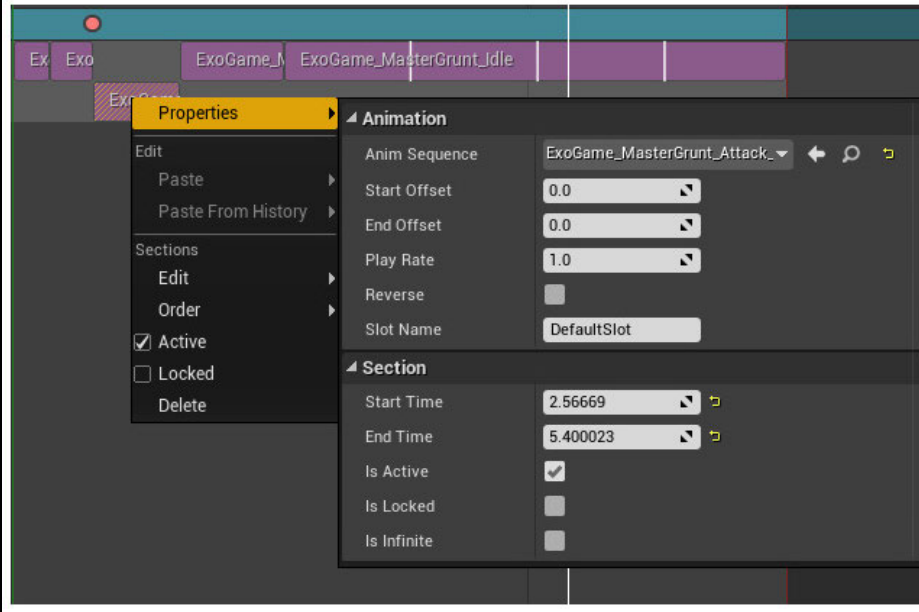 Ex Exo ExoGame_M ExoGame_MasterGrunt_Idle
ExoGame
Properties
Edit
Paste
Paste From History
Sections
Edit
Order
Active
Locked
Delete
Animation
Anim Sequence ExoGame_MasterGrunt_Attack_
Start Offset 0.0
End Offset 0.0
Play Rate 1.0
Reverse
Slot Name DefaultSlot
Section
Start Time 2.56669
End Time 5.400023
Is Active
Is Locked
Is Infinite